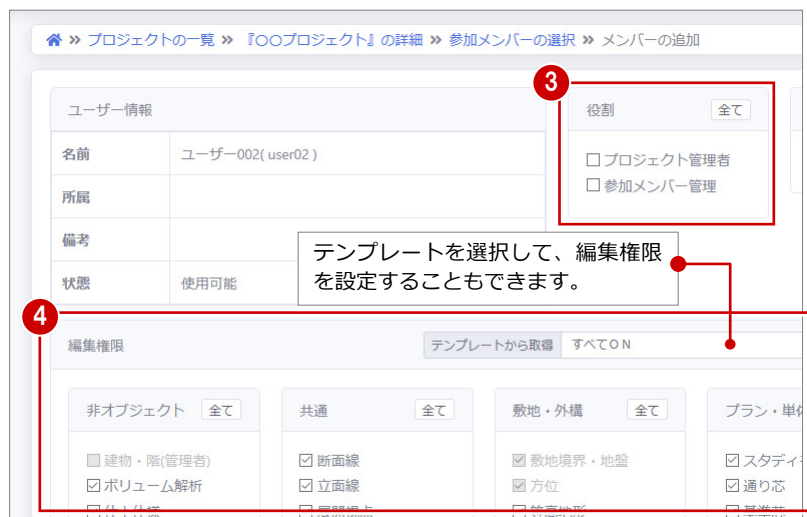 » プロジェクトの一覧 » 『〇〇プロジェクト』の詳細 » 参加メンバーの選択 » メンバーの追加
3
ユーザー情報
名前 ユーザー002( user02 )
所属
備考
状態 使用可能
役割 全て
プロジェクト管理者
参加メンバー管理
テンプレートを選択して、編集権限
を設定することもできます。
4
編集権限 テンプレートから取得 すべてON
非オブジェクト 全て
建物・階(管理者)
ボリューム解析
共通 全て
断面線
立面線
敷地・外構 全て
敷地境界・地盤
方位
プラン・単
スタディ
通り芯